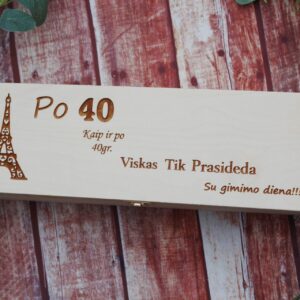 Po 40
Kaip ir po
40gr.
Viskas Tik Prasideda
Su gimimo diena!!!